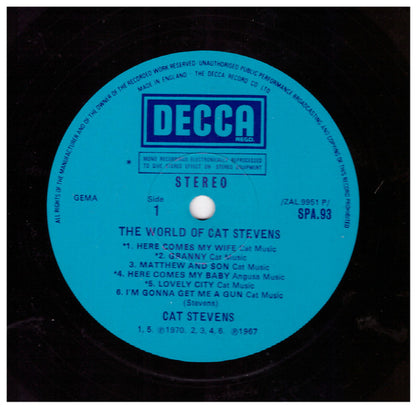 ALL RIGHTS OF THE MANUFACTURER AND OF THE OWNER OF THE RECORDED WORK RESERVED · UNAUTHORISED PUBLIC PERFORMANCE BROADCASTING AND COPYING OF THIS RECORD PROHIBITED
MADE IN ENGLAND · THE DECCA RECORD CO LTD
DECCA
REGD.
* MONO RECORDING ELECTRONICALLY REPROCESSED
TO GIVE STEREO EFFECT ON STEREO EQUIPMENT
STEREO
GEMA
Side
1
/ZAL.9951 P/
SPA.93
THE WORLD OF CAT STEVENS
*1. HERE COMES MY WIFE Cat Music
*2. GRANNY Cat Music
3. MATTHEW AND SON Cat Music
*4. HERE COMES MY BABY Angusa Music
*5. LOVELY CITY Cat Music
6. I'M GONNA GET ME A GUN Cat Music
(Stevens)
CAT STEVENS
1, 5, ℗1970. 2, 3, 4, 6, ℗1967